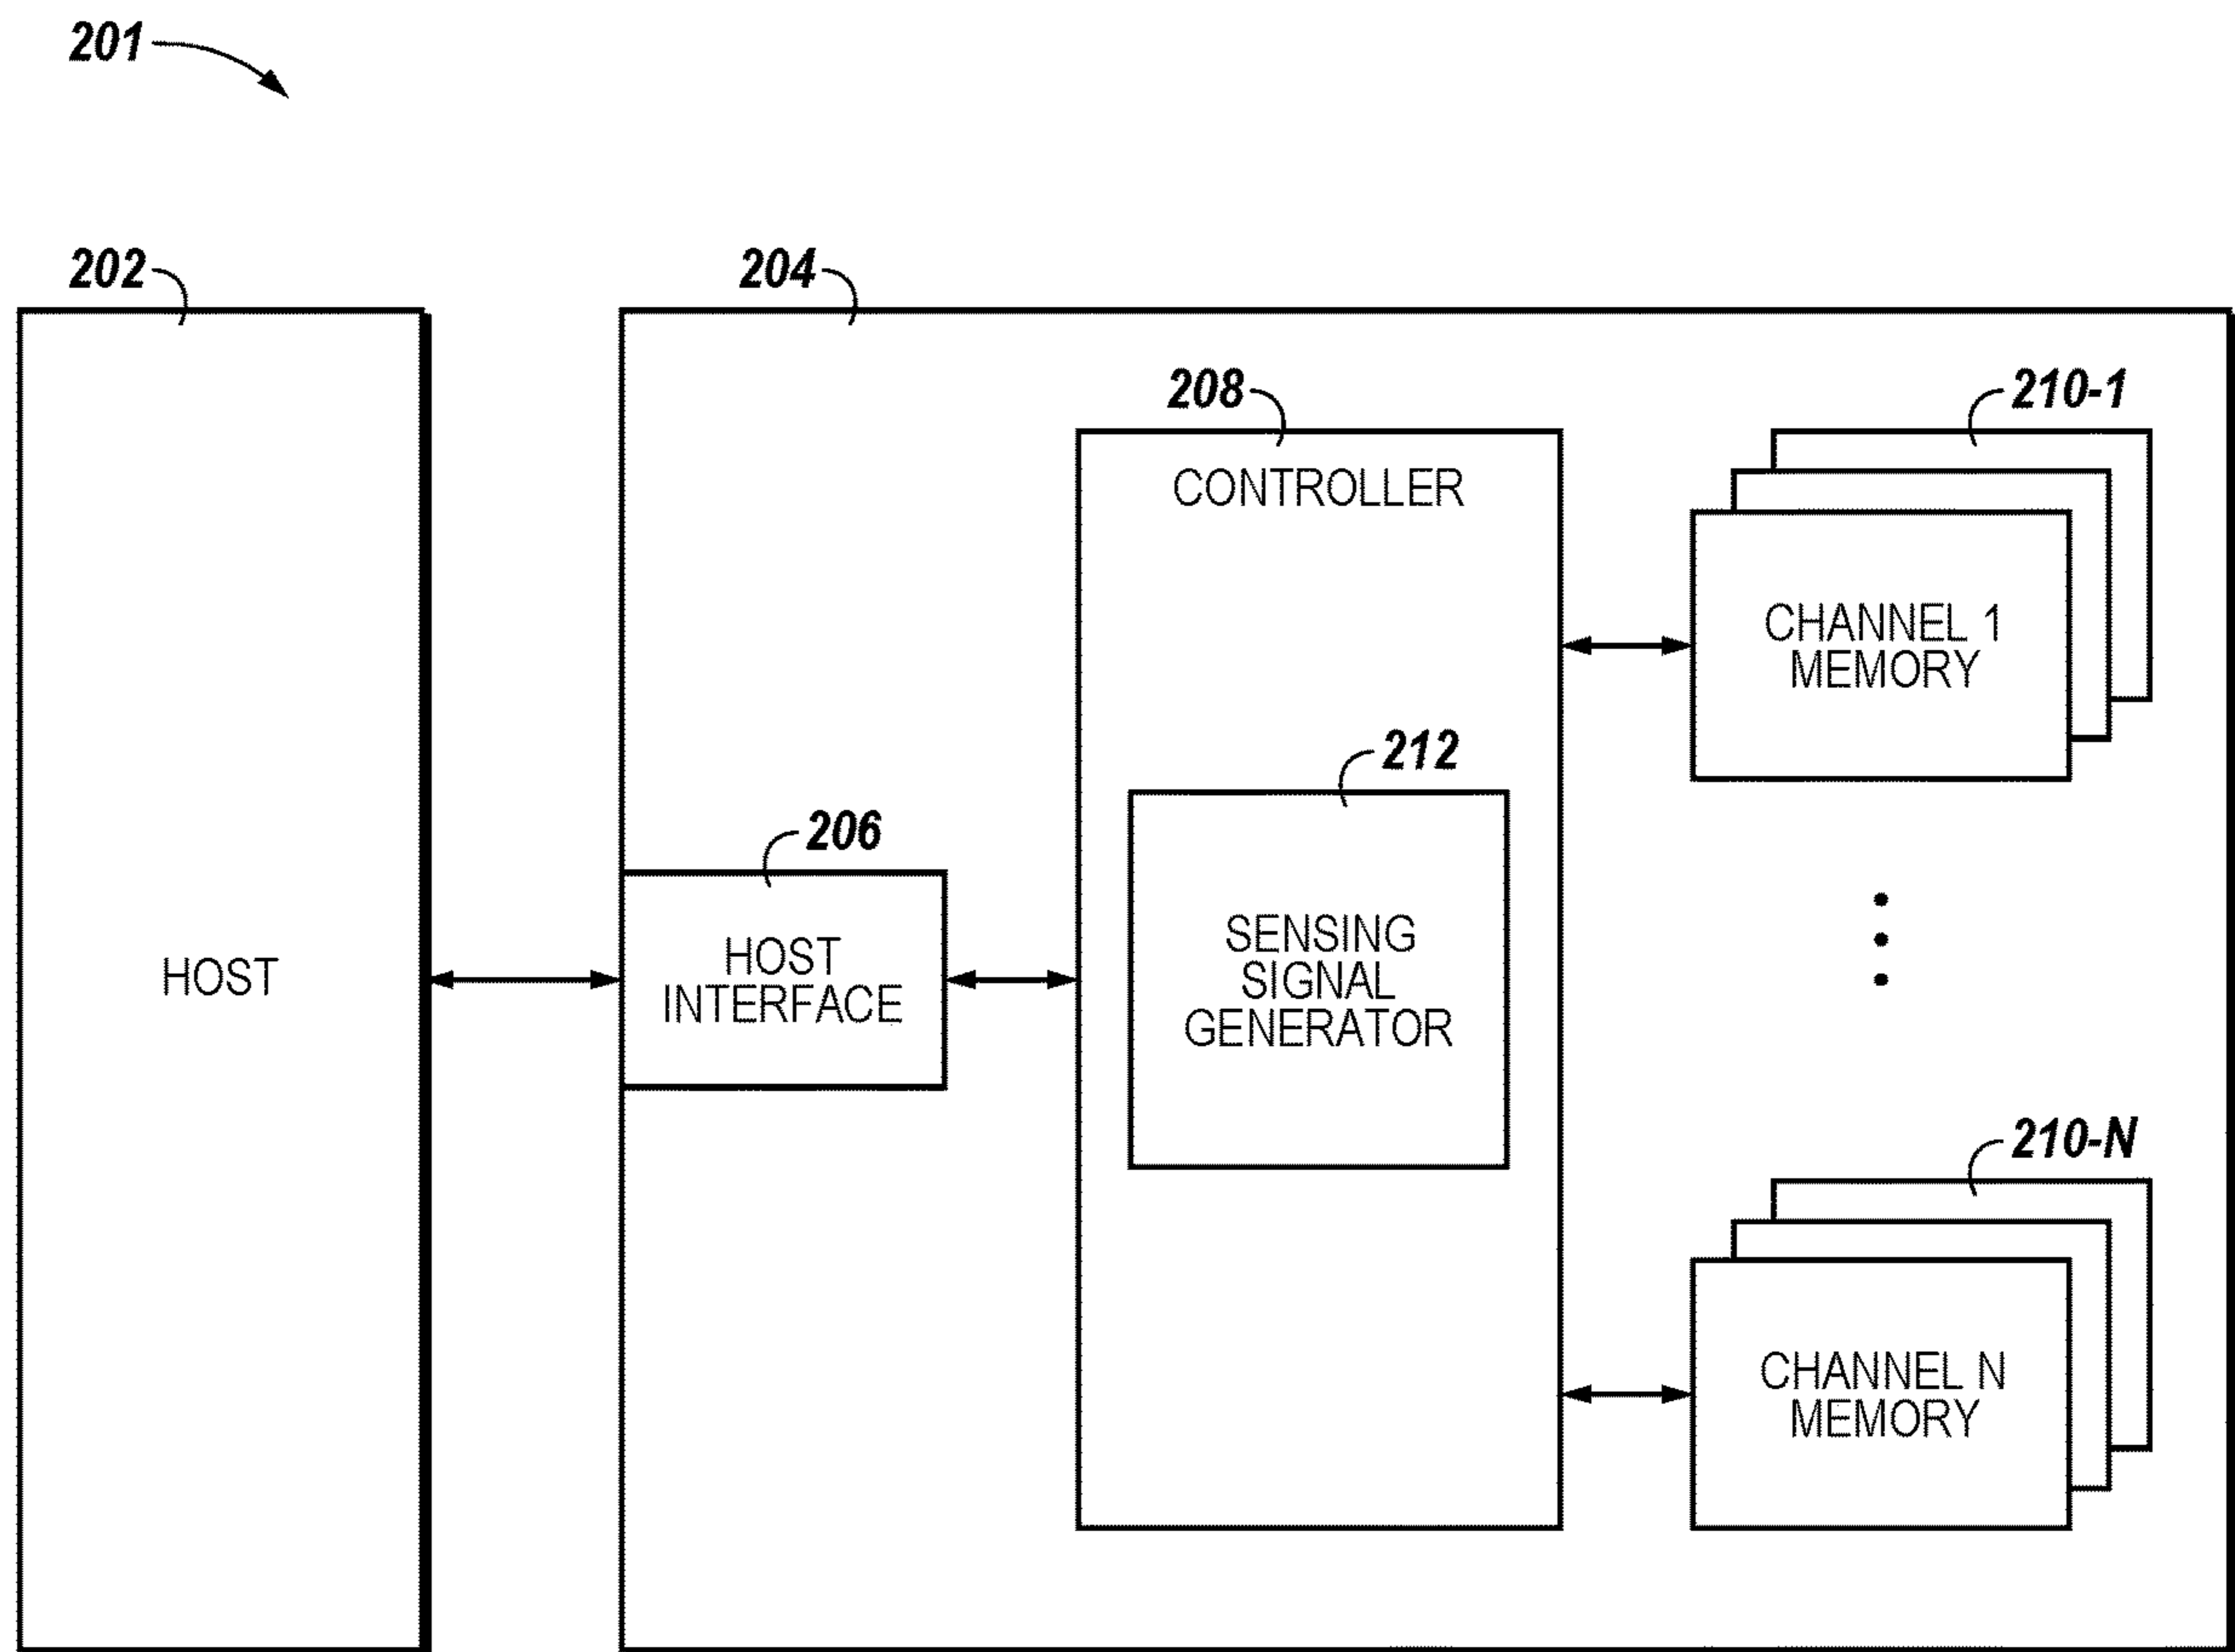 201
202
204
208
210-1
CONTROLLER
CHANNEL 1
MEMORY
212
206
HOST
HOST
INTERFACE
SENSING
SIGNAL
GENERATOR
210-N
CHANNEL N
MEMORY